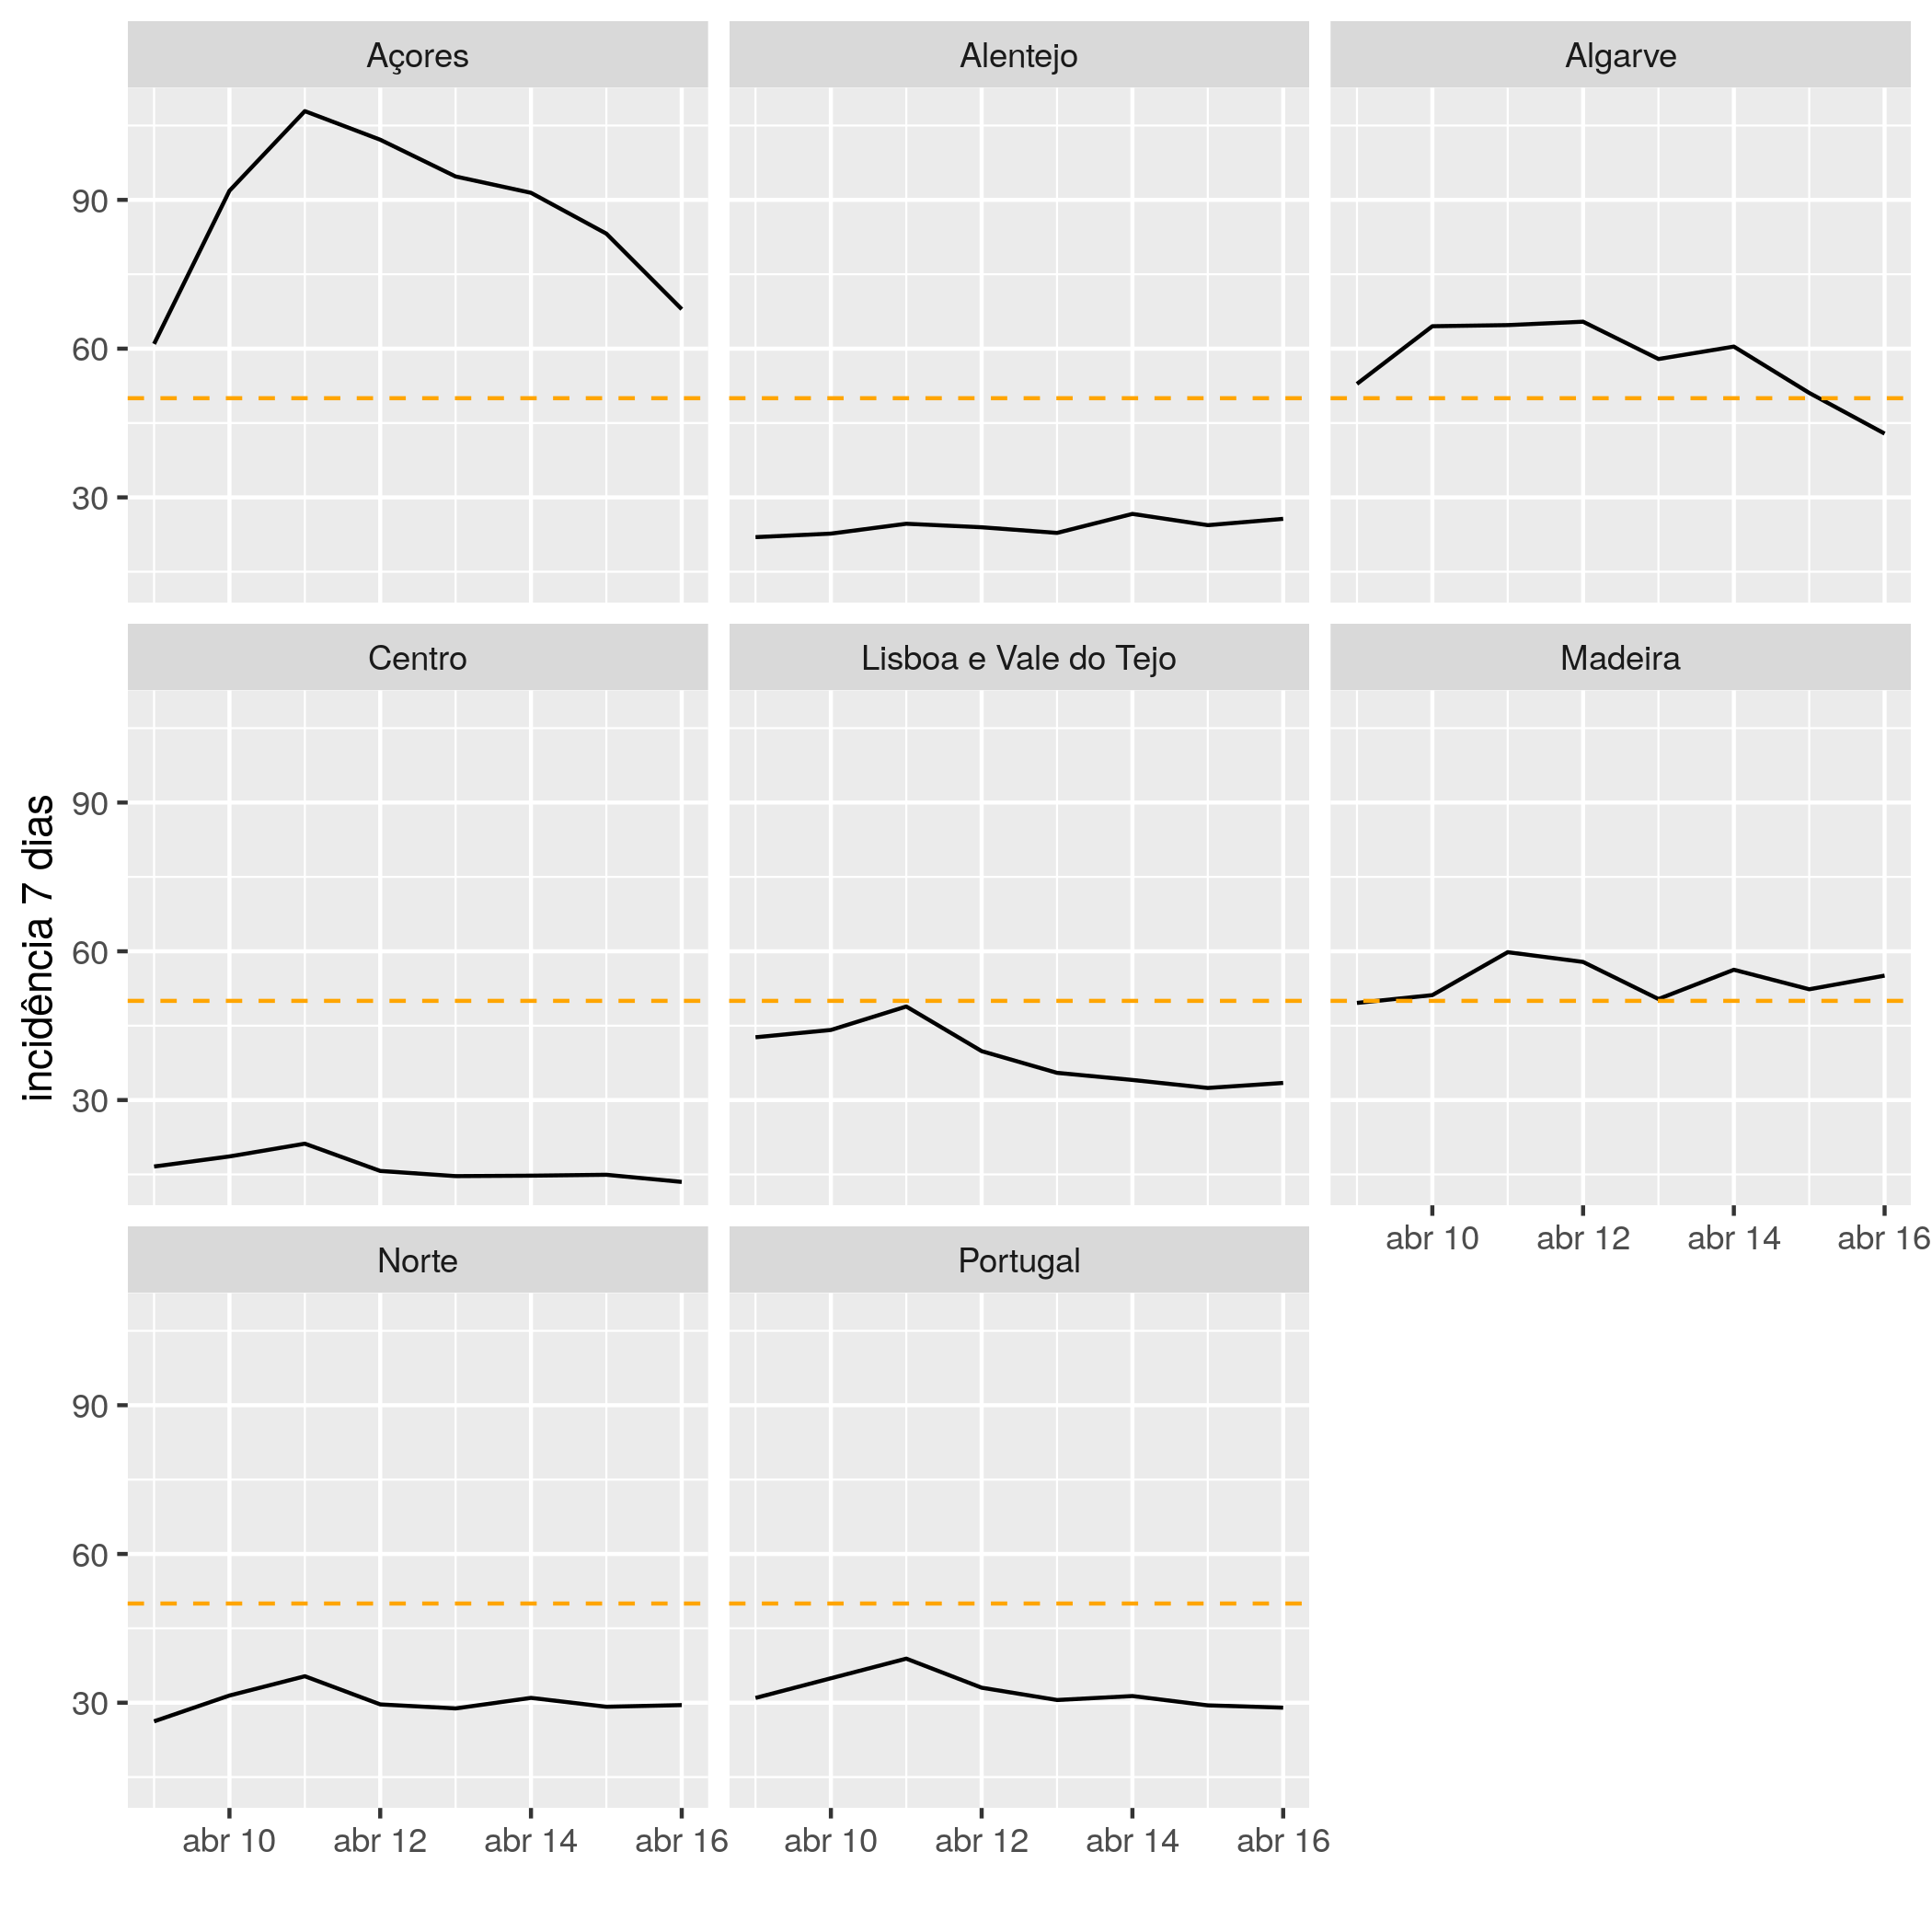 Açores
Alentejo
Algarve
90
60
30
Centro
Lisboa e Vale do Tejo
Madeira
incidência 7 dias
90
60
30
abr 10
abr 12
abr 14
abr 16
Norte
Portugal
90
60
30
abr 10
abr 12
abr 14
abr 16
abr 10
abr 12
abr 14
abr 16